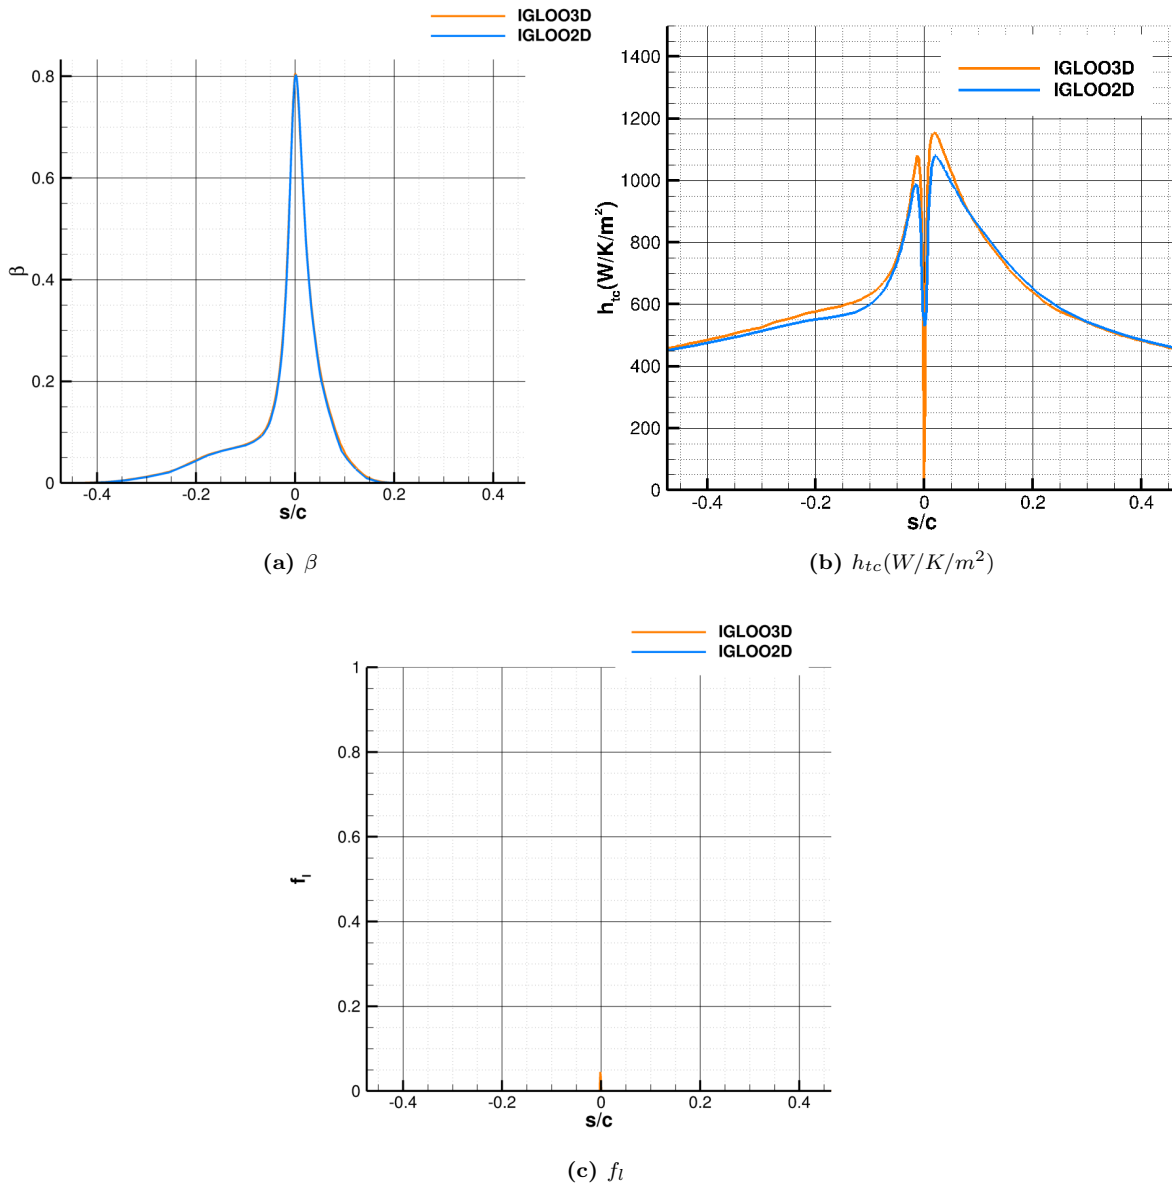 IGLOO3D
IGLOO2D
0.8
0.6
0.4
0.2
0
β
-0.4
-0.2
0
0.2
0.4
s/c
(a) β
IGLOO3D
IGLOO2D
1400
1200
1000
800
600
400
200
0
h_tc(W/K/m²)
-0.4
-0.2
0
0.2
0.4
s/c
(b) h_tc(W/K/m²)
IGLOO3D
IGLOO2D
1
0.8
0.6
0.4
0.2
0
f_l
-0.4
-0.2
0
0.2
0.4
s/c
(c) f_l